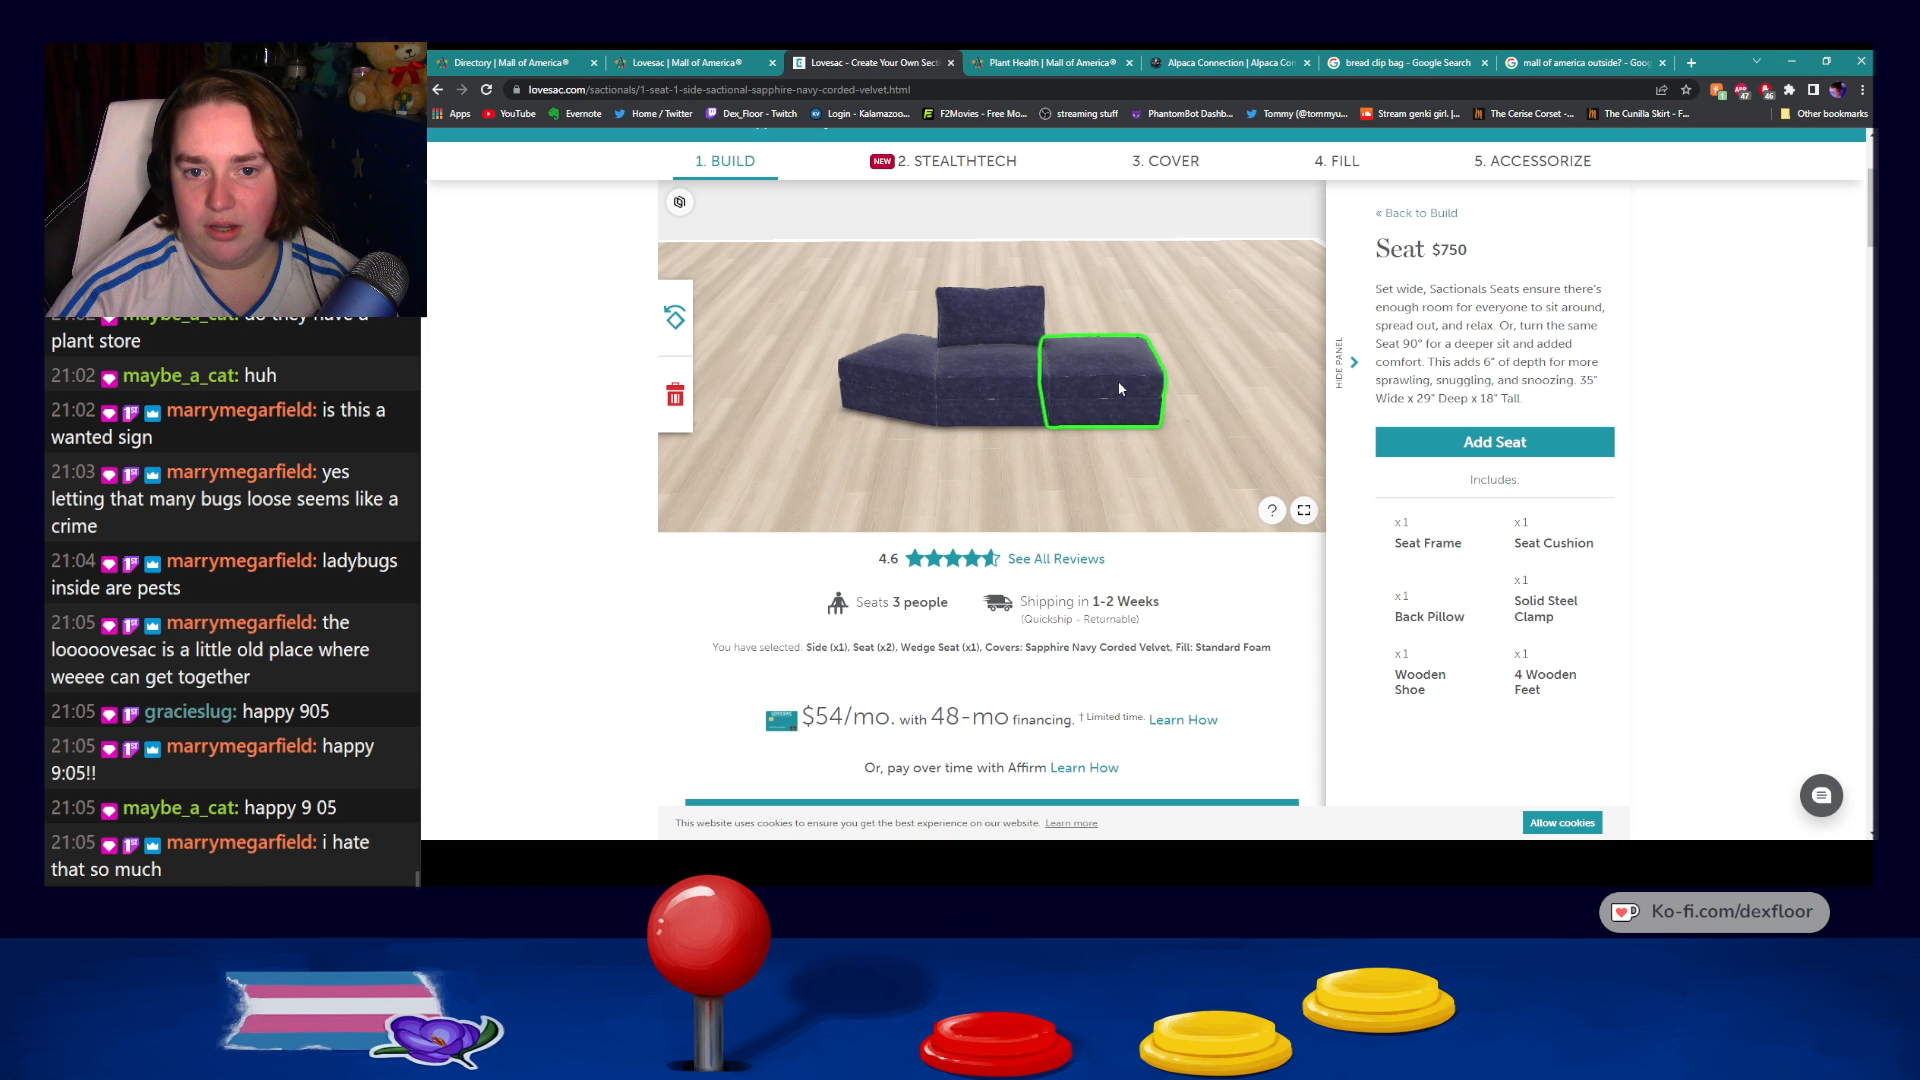 Directory | Mall of America®
Lovesac | Mall of America®
Lovesac - Create Your Own Secti
Plant Health | Mall of America®
Alpaca Connection | Alpaca Con
bread clip bag - Google Search
mall of america outside? - Goog
lovesac.com/sactionals/1-seat-1-side-sactional-sapphire-navy-corded-velvet.html
Apps
YouTube
Evernote
Home / Twitter
Dex_Floor - Twitch
Login - Kalamazoo...
F2Movies - Free Mo...
streaming stuff
PhantomBot Dashb...
Tommy (@tommyu...
Stream genki girl. |...
The Cerise Corset -...
The Cunilla Skirt - F...
Other bookmarks
1. BUILD
NEW 2. STEALTHTECH
3. COVER
4. FILL
5. ACCESSORIZE
« Back to Build
Seat $750
Set wide, Sactionals Seats ensure there's
enough room for everyone to sit around,
spread out, and relax. Or, turn the same
Seat 90° for a deeper sit and added
comfort. This adds 6" of depth for more
sprawling, snuggling, and snoozing. 35"
Wide x 29" Deep x 18" Tall.
HIDE PANEL
Add Seat
Includes:
x1
Seat Frame
x1
Seat Cushion
x1
Back Pillow
x1
Solid Steel
Clamp
x1
Wooden
Shoe
x1
4 Wooden
Feet
?
4.6 See All Reviews
Seats 3 people
Shipping in 1-2 Weeks
(Quickship - Returnable)
You have selected: Side (x1), Seat (x2), Wedge Seat (x1), Covers: Sapphire Navy Corded Velvet, Fill: Standard Foam
$54/mo. with 48-mo financing. † Limited time. Learn How
Or, pay over time with Affirm Learn How
This website uses cookies to ensure you get the best experience on our website. Learn more
Allow cookies
21:02 maybe_a_cat: do they have a
plant store
21:02 maybe_a_cat: huh
21:02 marrymegarfield: is this a
wanted sign
21:03 marrymegarfield: yes
letting that many bugs loose seems like a
crime
21:04 marrymegarfield: ladybugs
inside are pests
21:05 marrymegarfield: the
looooovesac is a little old place where
weeee can get together
21:05 gracieslug: happy 905
21:05 marrymegarfield: happy
9:05!!
21:05 maybe_a_cat: happy 9 05
21:05 marrymegarfield: i hate
that so much
Ko-fi.com/dexfloor